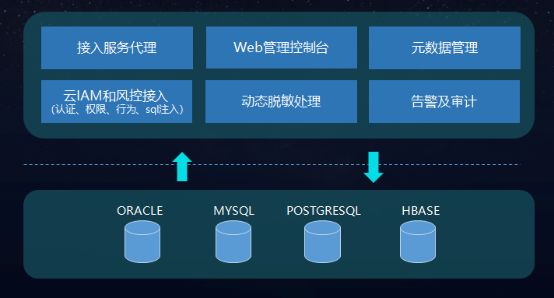 接入服务代理
Web管理控制台
元数据管理
云IAM和风控接入
(认证、权限、行为、sql注入)
动态脱敏处理
告警及审计
ORACLE
MYSQL
POSTGRESQL
HBASE